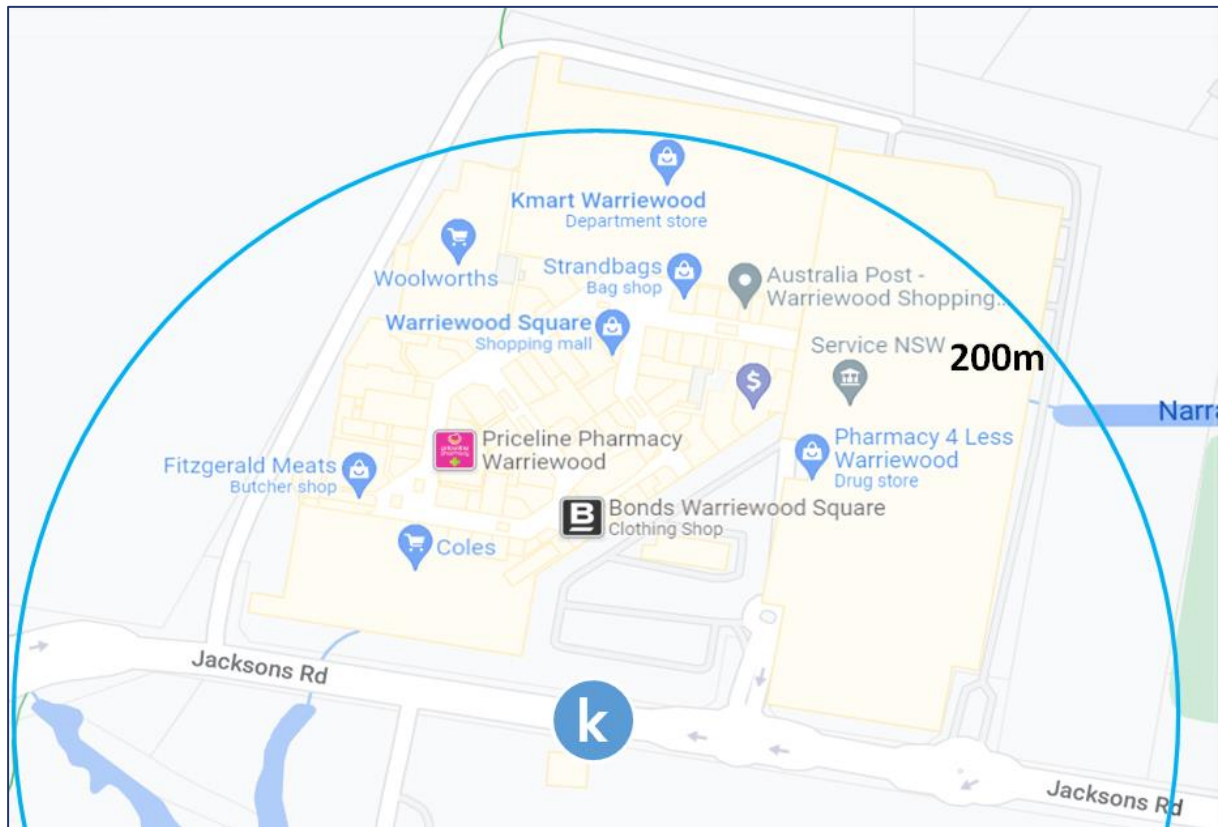 Kmart Warriewood
Department store
Woolworths
Strandbags
Bag shop
Australia Post -
Warriewood Shopping...
Warriewood Square
Shopping mall
Service NSW
200m
$
Narra
priceline
pharmacy
Priceline Pharmacy
Warriewood
Pharmacy 4 Less
Warriewood
Drug store
Fitzgerald Meats
Butcher shop
B
Bonds Warriewood Square
Clothing Shop
Coles
Jacksons Rd
k
Jacksons Rd